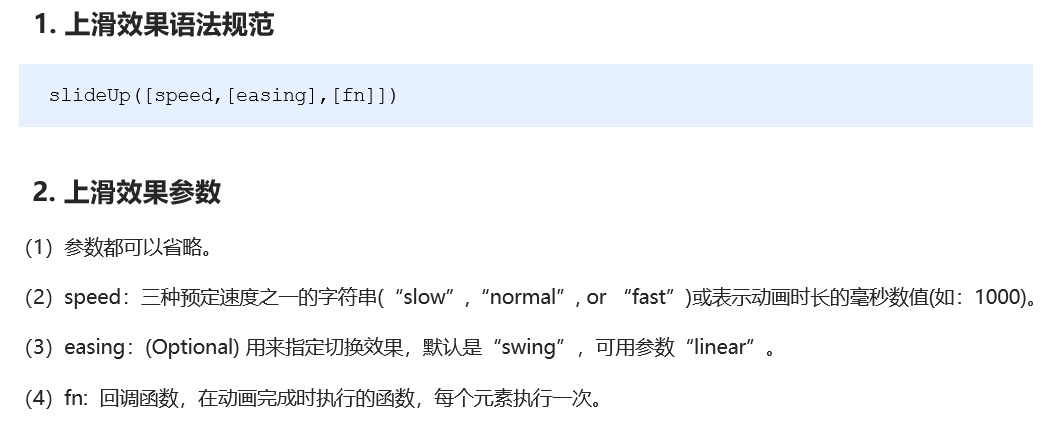 1. 上滑效果语法规范
slideUp([speed,[easing],[fn]])
2. 上滑效果参数
（1）参数都可以省略。
（2）speed：三种预定速度之一的字符串(“slow”,“normal”, or “fast”)或表示动画时长的毫秒数值(如：1000)。
（3）easing：(Optional) 用来指定切换效果，默认是“swing”，可用参数“linear”。
（4）fn: 回调函数，在动画完成时执行的函数，每个元素执行一次。